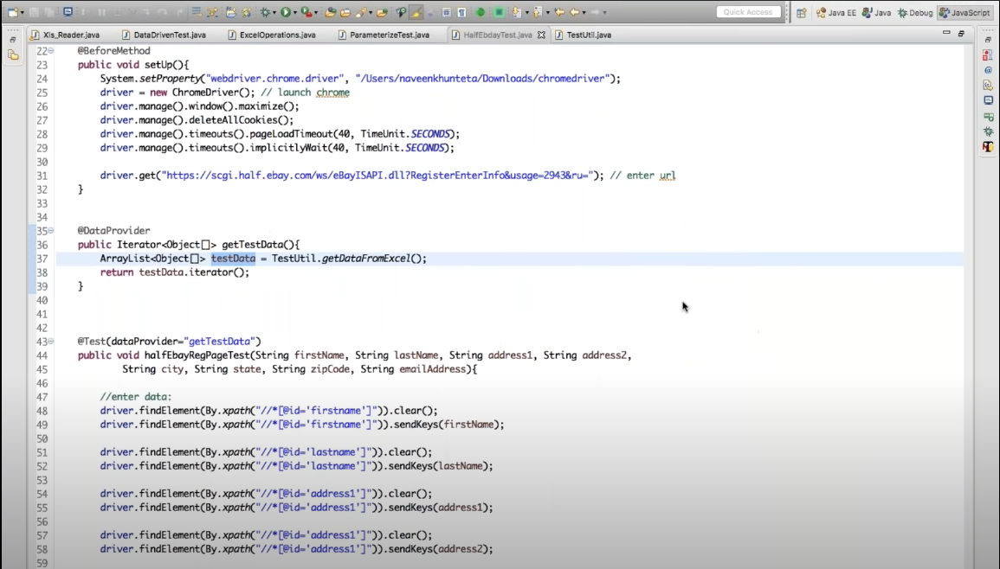 Quick Access
Java EE
Java
Debug
JavaScript
Xls_Reader.java
DataDrivenTest.java
ExcelOperations.java
ParameterizeTest.java
HalfEbdayTest.java
TestUtil.java
22 @BeforeMethod
23 public void setUp(){
24 System.setProperty("webdriver.chrome.driver", "/Users/naveenkhunteta/Downloads/chromedriver");
25 driver = new ChromeDriver(); // launch chrome
26 driver.manage().window().maximize();
27 driver.manage().deleteAllCookies();
28 driver.manage().timeouts().pageLoadTimeout(40, TimeUnit.SECONDS);
29 driver.manage().timeouts().implicitlyWait(40, TimeUnit.SECONDS);
30
31 driver.get("https://scgi.half.ebay.com/ws/eBayISAPI.dll?RegisterEnterInfo&usage=2943&ru="); // enter url
32 }
33
34
35 @DataProvider
36 public Iterator<Object[]> getTestData(){
37 ArrayList<Object[]> testData = TestUtil.getDataFromExcel();
38 return testData.iterator();
39 }
40
41
42
43 @Test(dataProvider="getTestData")
44 public void halfEbayRegPageTest(String firstName, String lastName, String address1, String address2,
45 String city, String state, String zipCode, String emailAddress){
46
47 //enter data:
48 driver.findElement(By.xpath("//*[@id='firstname']")).clear();
49 driver.findElement(By.xpath("//*[@id='firstname']")).sendKeys(firstName);
50
51 driver.findElement(By.xpath("//*[@id='lastname']")).clear();
52 driver.findElement(By.xpath("//*[@id='lastname']")).sendKeys(lastName);
53
54 driver.findElement(By.xpath("//*[@id='address1']")).clear();
55 driver.findElement(By.xpath("//*[@id='address1']")).sendKeys(address1);
56
57 driver.findElement(By.xpath("//*[@id='address1']")).clear();
58 driver.findElement(By.xpath("//*[@id='address1']")).sendKeys(address2);
59